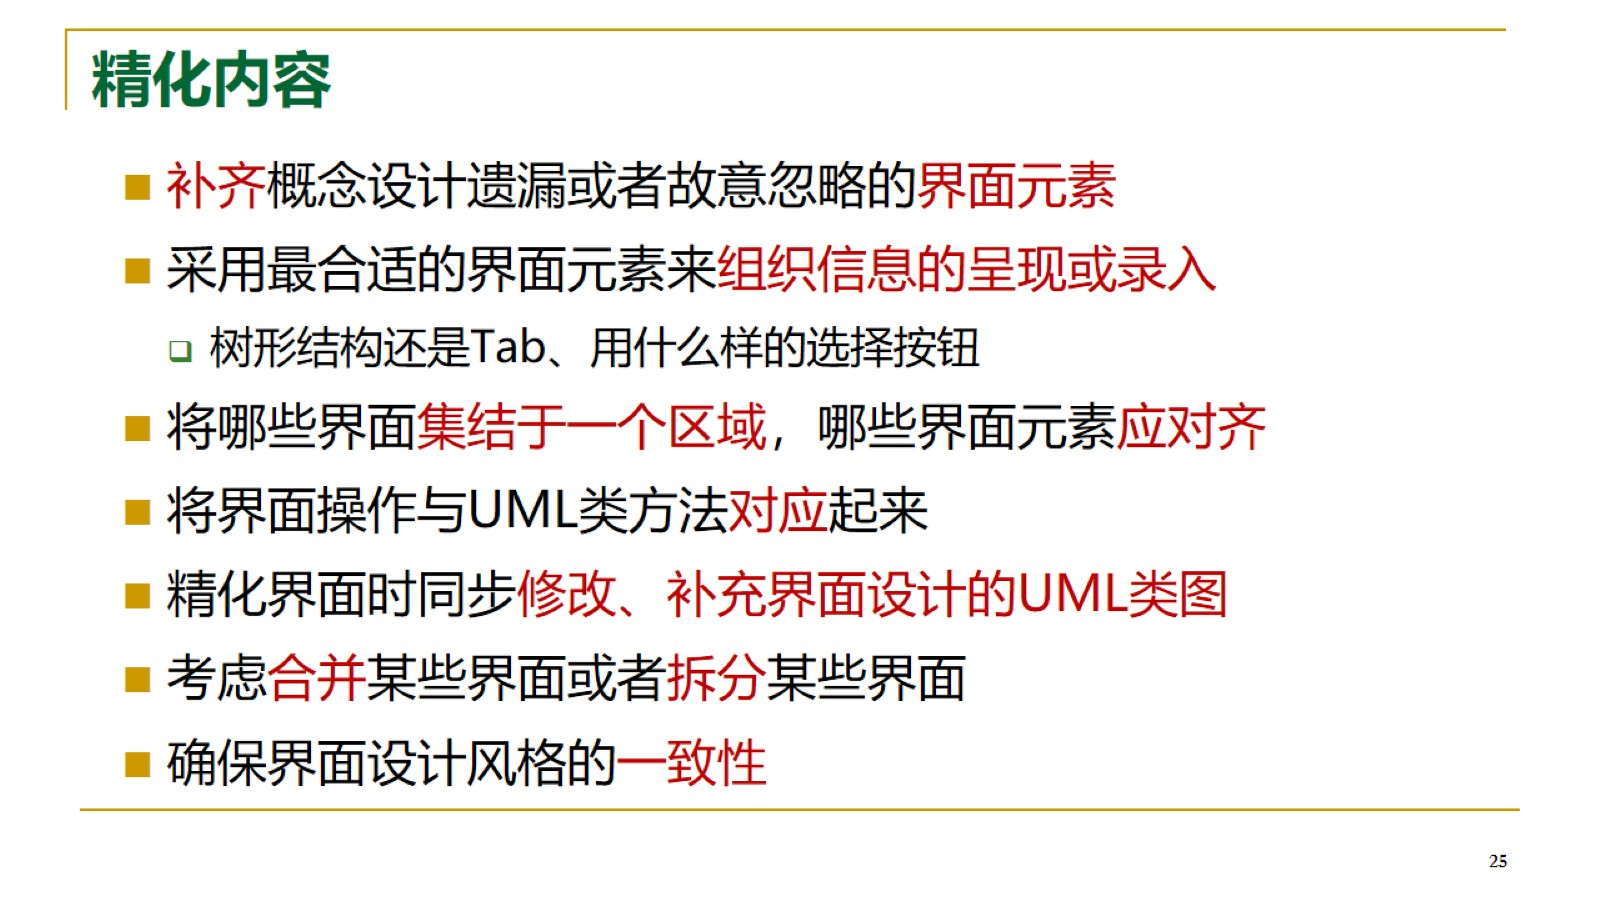 精化内容
补齐概念设计遗漏或者故意忽略的界面元素
采用最合适的界面元素来组织信息的呈现或录入
树形结构还是Tab、用什么样的选择按钮
将哪些界面集结于一个区域，哪些界面元素应对齐
将界面操作与UML类方法对应起来
精化界面时同步修改、补充界面设计的UML类图
考虑合并某些界面或者拆分某些界面
确保界面设计风格的一致性
25